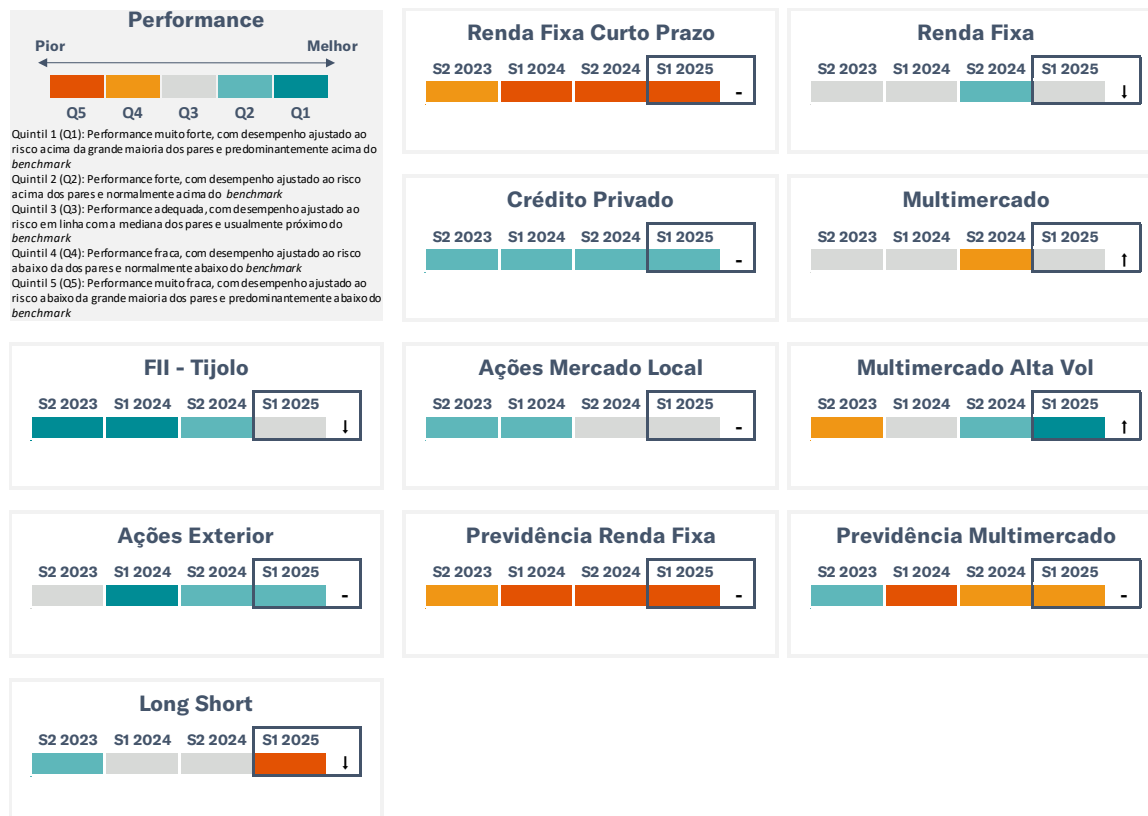 Performance
Pior Melhor
Q5 Q4 Q3 Q2 Q1
Quintil 1 (Q1): Performance muito forte, com desempenho ajustado ao
risco acima da grande maioria dos pares e predominantemente acima do
benchmark
Quintil 2 (Q2): Performance forte, com desempenho ajustado ao risco
acima dos pares e normalmente acima do benchmark
Quintil 3 (Q3): Performance adequada, com desempenho ajustado ao
risco em linha com a mediana dos pares e usualmente próximo do
benchmark
Quintil 4 (Q4): Performance fraca, com desempenho ajustado ao risco
abaixo da dos pares e normalmente abaixo do benchmark
Quintil 5 (Q5): Performance muito fraca, com desempenho ajustado ao
risco abaixo da grande maioria dos pares e predominantemente abaixo do
benchmark
Renda Fixa Curto Prazo
S2 2023 S1 2024 S2 2024 S1 2025
-
Renda Fixa
S2 2023 S1 2024 S2 2024 S1 2025
↓
Crédito Privado
S2 2023 S1 2024 S2 2024 S1 2025
-
Multimercado
S2 2023 S1 2024 S2 2024 S1 2025
↑
FII - Tijolo
S2 2023 S1 2024 S2 2024 S1 2025
↓
Ações Mercado Local
S2 2023 S1 2024 S2 2024 S1 2025
-
Multimercado Alta Vol
S2 2023 S1 2024 S2 2024 S1 2025
↑
Ações Exterior
S2 2023 S1 2024 S2 2024 S1 2025
-
Previdência Renda Fixa
S2 2023 S1 2024 S2 2024 S1 2025
-
Previdência Multimercado
S2 2023 S1 2024 S2 2024 S1 2025
-
Long Short
S2 2023 S1 2024 S2 2024 S1 2025
↓